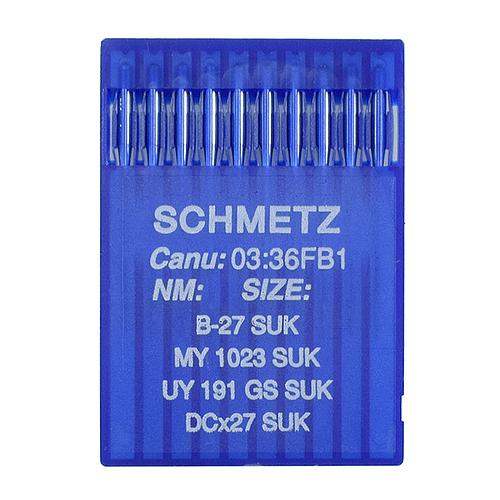 SCHMETZ
Canu: 03:36FB1
NM: SIZE:
B-27 SUK
MY 1023 SUK
UY 191 GS SUK
DCx27 SUK